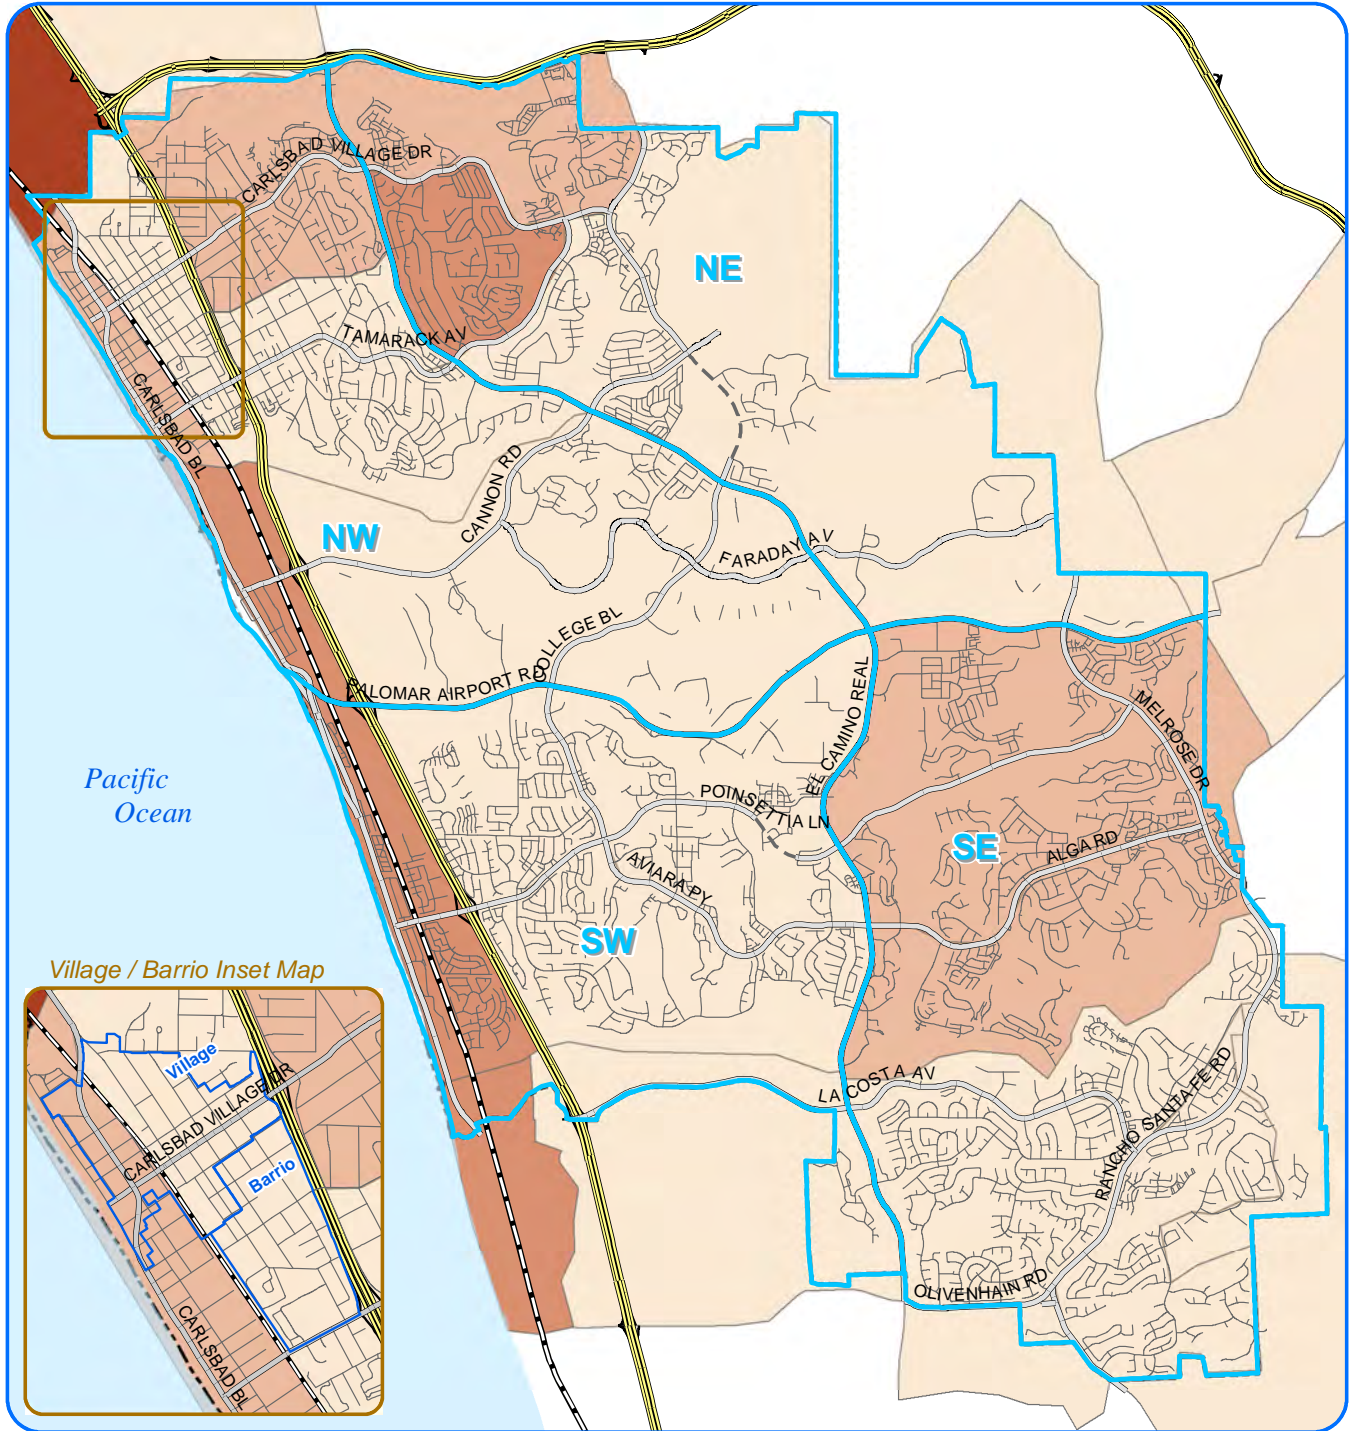 CARLSBAD VILLAGE DR
NE
TAMARACK AV
CARLSBAD BL
CANNON RD
NW
FARADAY AV
COLLEGE BL
PALOMAR AIRPORT RD
EL CAMINO REAL
MELROSE DR
Pacific
Ocean
POINSETTIA LN
SE
ALGA RD
AVIARA PY
SW
Village / Barrio Inset Map
Village
CARLSBAD VILLAGE DR
Barrio
CARLSBAD BL
LA COSTA AV
RANCHO SANTA FE RD
OLIVENHAIN RD